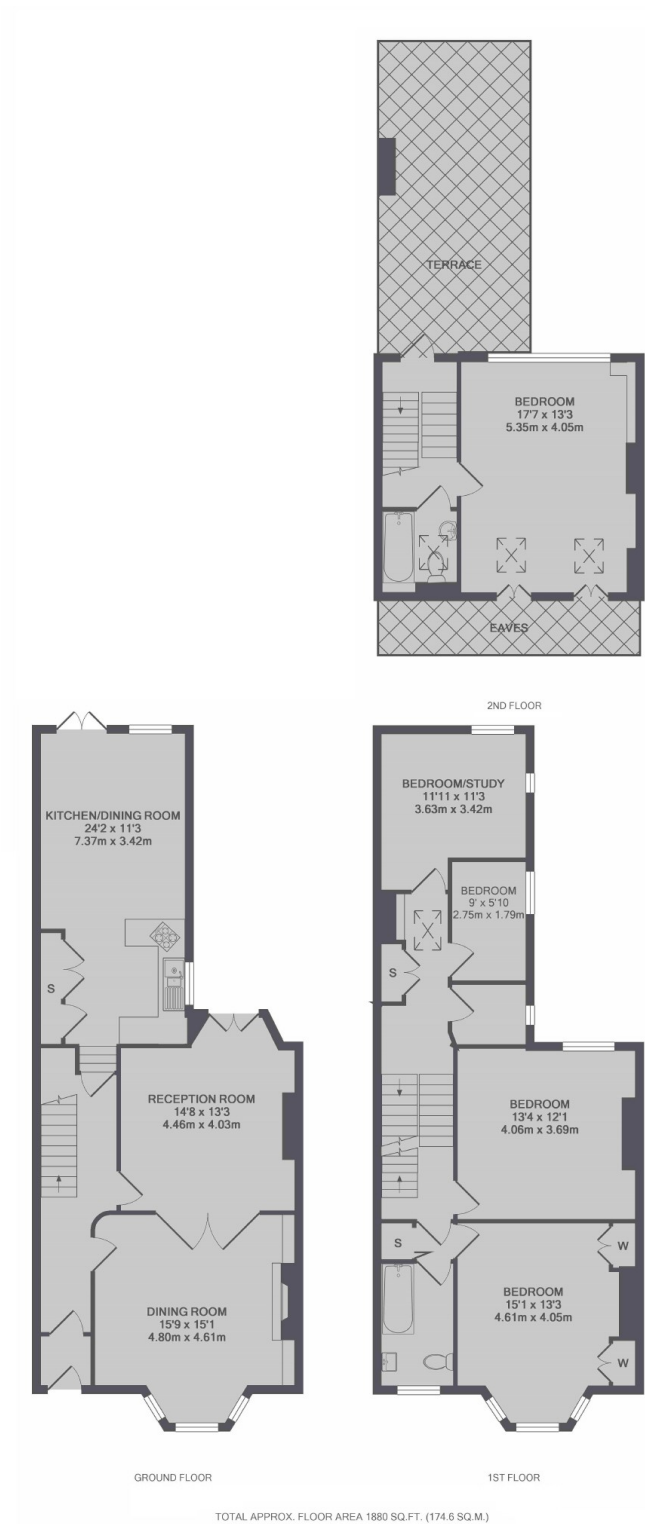 TERRACE
BEDROOM
17'7 x 13'3
5.35m x 4.05m
EAVES
2ND FLOOR
KITCHEN/DINING ROOM
24'2 x 11'3
7.37m x 3.42m
S
RECEPTION ROOM
14'8 x 13'3
4.46m x 4.03m
DINING ROOM
15'9 x 15'1
4.80m x 4.61m
GROUND FLOOR
BEDROOM/STUDY
11'11 x 11'3
3.63m x 3.42m
BEDROOM
9' x 5'10
2.75m x 1.79m
S
BEDROOM
13'4 x 12'1
4.06m x 3.69m
S
W
BEDROOM
15'1 x 13'3
4.61m x 4.05m
W
1ST FLOOR
TOTAL APPROX. FLOOR AREA 1880 SQ.FT. (174.6 SQ.M.)